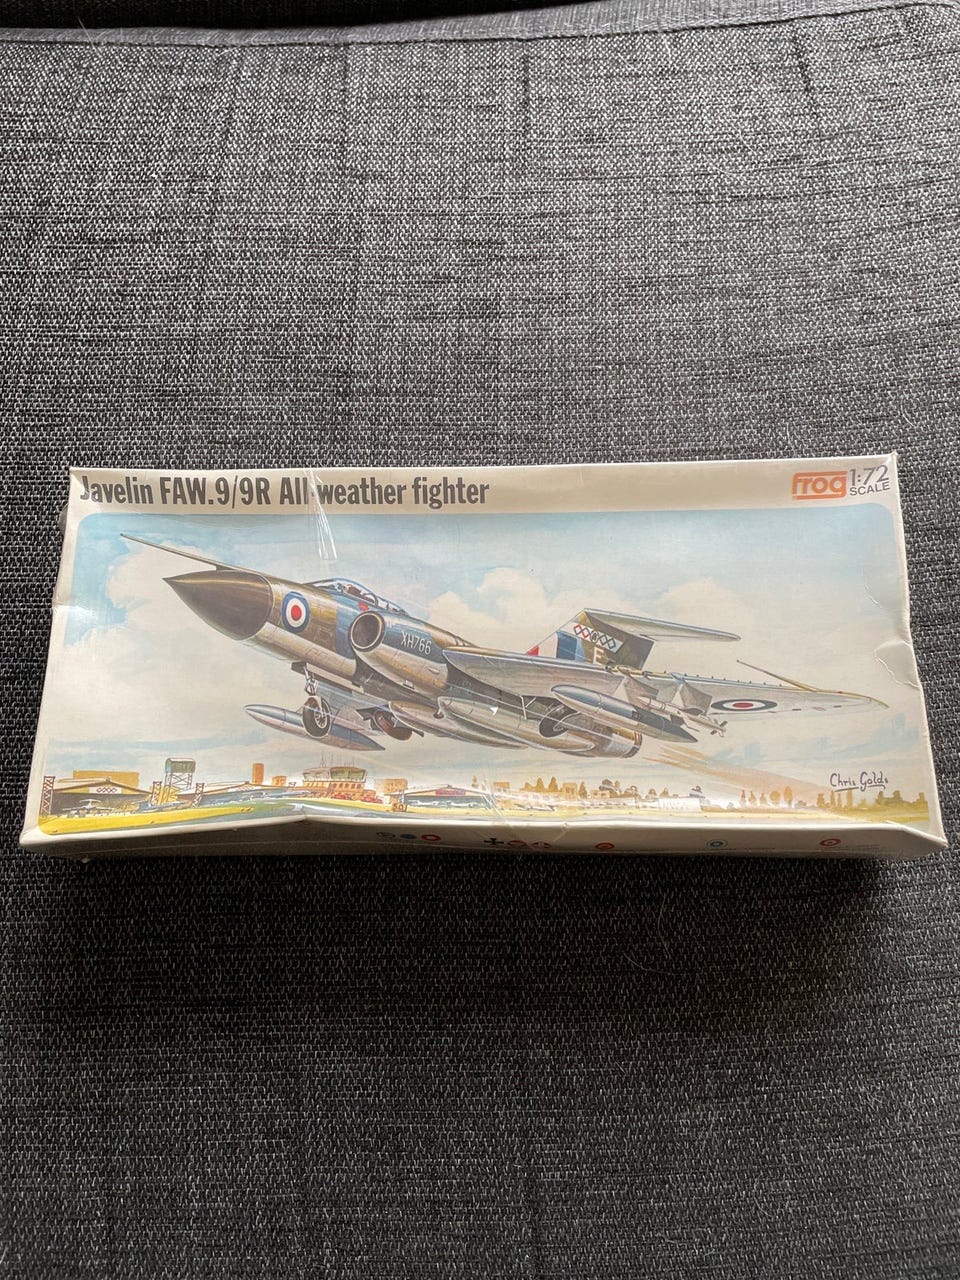 Javelin FAW.9/9R All-weather fighter
frog 1:72
SCALE
XH766
E
Chris Golds